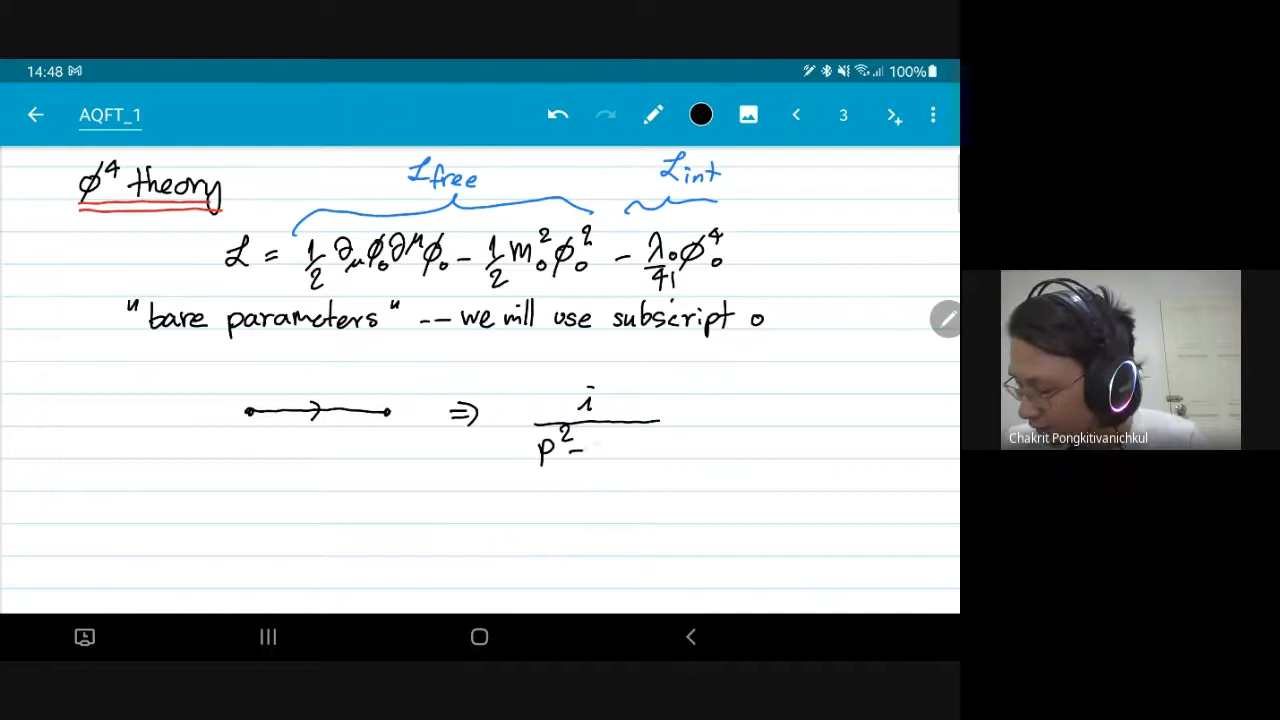 14:48 100%
AQFT_1 3
ϕ⁴ theory
ℒfree ℒint
ℒ = 1/2 ∂μϕ₀∂^μϕ₀ - 1/2 m₀²ϕ₀² - λ₀/4! ϕ₀⁴
"bare parameters" -- we will use subscript 0
⇒ i/p² -
Chakrit Pongkitivanichkul